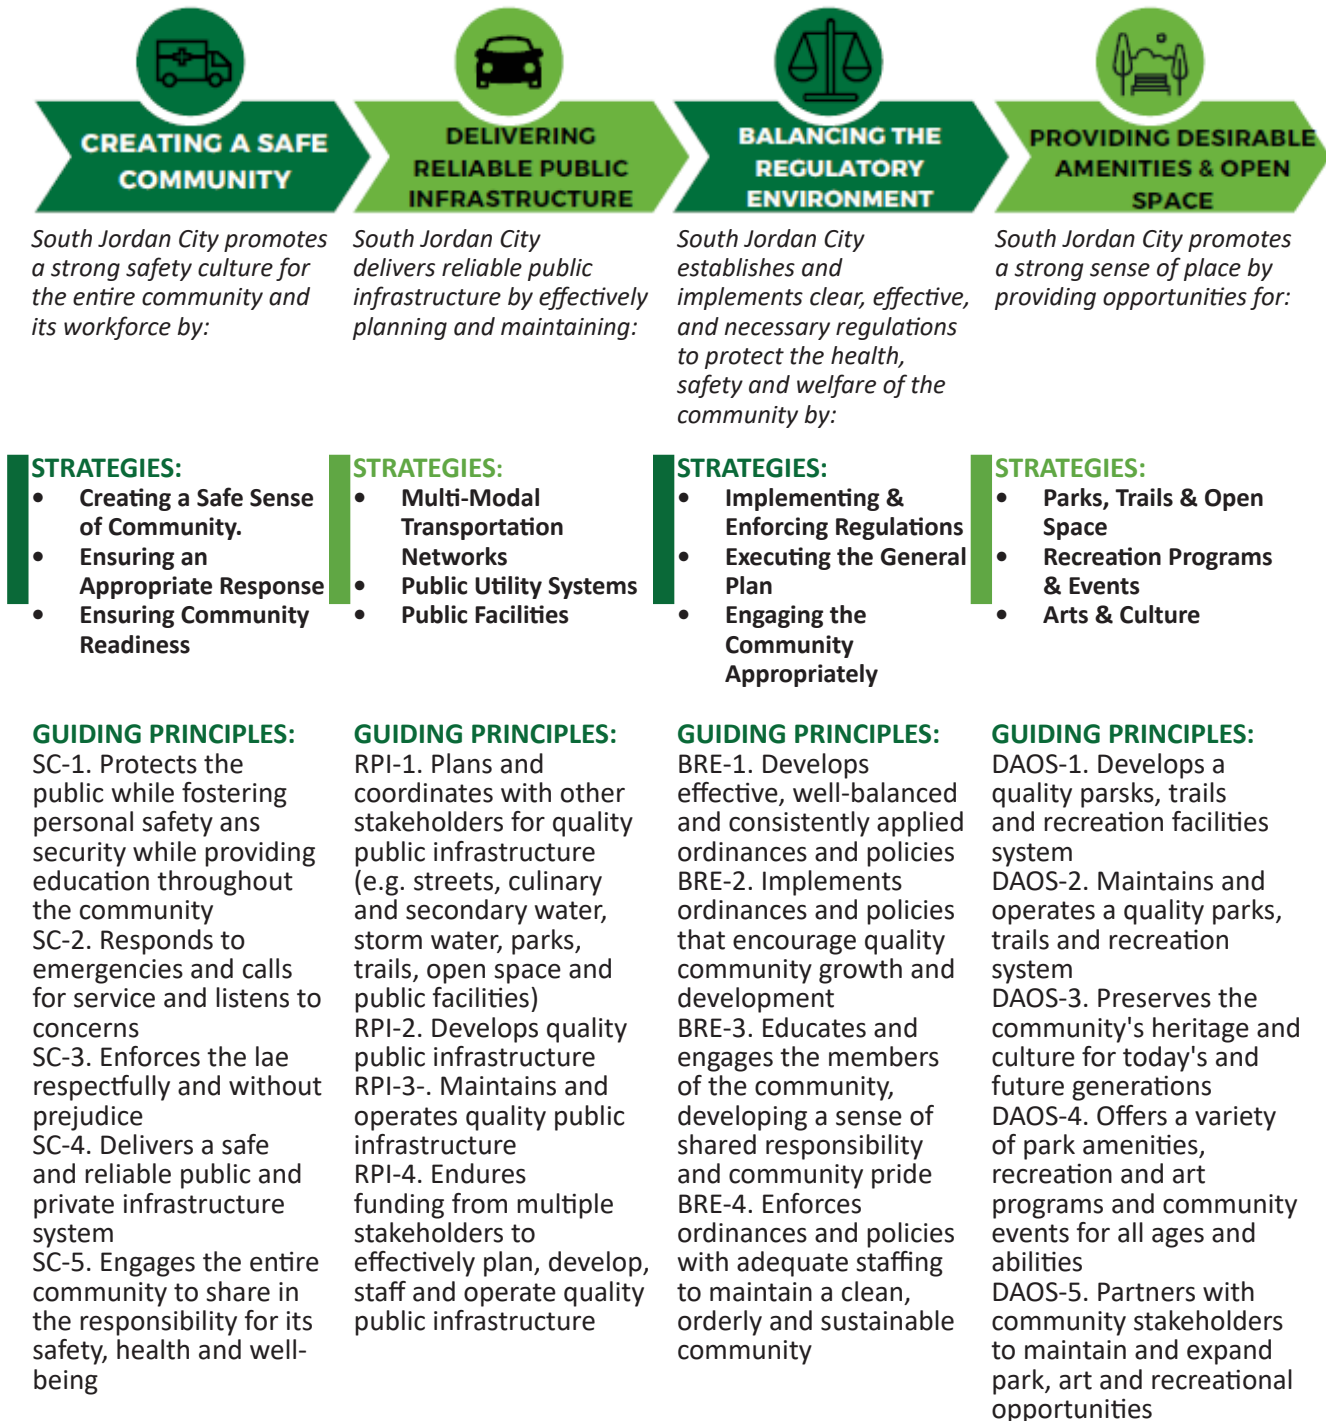 CREATING A SAFE
COMMUNITY
South Jordan City promotes
a strong safety culture for
the entire community and
its workforce by:
STRATEGIES:
• Creating a Safe Sense
of Community.
• Ensuring an
Appropriate Response
• Ensuring Community
Readiness
GUIDING PRINCIPLES:
SC-1. Protects the
public while fostering
personal safety ans
security while providing
education throughout
the community
SC-2. Responds to
emergencies and calls
for service and listens to
concerns
SC-3. Enforces the lae
respectfully and without
prejudice
SC-4. Delivers a safe
and reliable public and
private infrastructure
system
SC-5. Engages the entire
community to share in
the responsibility for its
safety, health and well-
being
DELIVERING
RELIABLE PUBLIC
INFRASTRUCTURE
South Jordan City
delivers reliable public
infrastructure by effectively
planning and maintaining:
STRATEGIES:
• Multi-Modal
Transportation
Networks
• Public Utility Systems
• Public Facilities
GUIDING PRINCIPLES:
RPI-1. Plans and
coordinates with other
stakeholders for quality
public infrastructure
(e.g. streets, culinary
and secondary water,
storm water, parks,
trails, open space and
public facilities)
RPI-2. Develops quality
public infrastructure
RPI-3-. Maintains and
operates quality public
infrastructure
RPI-4. Endures
funding from multiple
stakeholders to
effectively plan, develop,
staff and operate quality
public infrastructure
BALANCING THE
REGULATORY
ENVIRONMENT
South Jordan City
establishes and
implements clear, effective,
and necessary regulations
to protect the health,
safety and welfare of the
community by:
STRATEGIES:
• Implementing &
Enforcing Regulations
• Executing the General
Plan
• Engaging the
Community
Appropriately
GUIDING PRINCIPLES:
BRE-1. Develops
effective, well-balanced
and consistently applied
ordinances and policies
BRE-2. Implements
ordinances and policies
that encourage quality
community growth and
development
BRE-3. Educates and
engages the members
of the community,
developing a sense of
shared responsibility
and community pride
BRE-4. Enforces
ordinances and policies
with adequate staffing
to maintain a clean,
orderly and sustainable
community
PROVIDING DESIRABLE
AMENITIES & OPEN
SPACE
South Jordan City promotes
a strong sense of place by
providing opportunities for:
STRATEGIES:
• Parks, Trails & Open
Space
• Recreation Programs
& Events
• Arts & Culture
GUIDING PRINCIPLES:
DAOS-1. Develops a
quality parsks, trails
and recreation facilities
system
DAOS-2. Maintains and
operates a quality parks,
trails and recreation
system
DAOS-3. Preserves the
community's heritage and
culture for today's and
future generations
DAOS-4. Offers a variety
of park amenities,
recreation and art
programs and community
events for all ages and
abilities
DAOS-5. Partners with
community stakeholders
to maintain and expand
park, art and recreational
opportunities